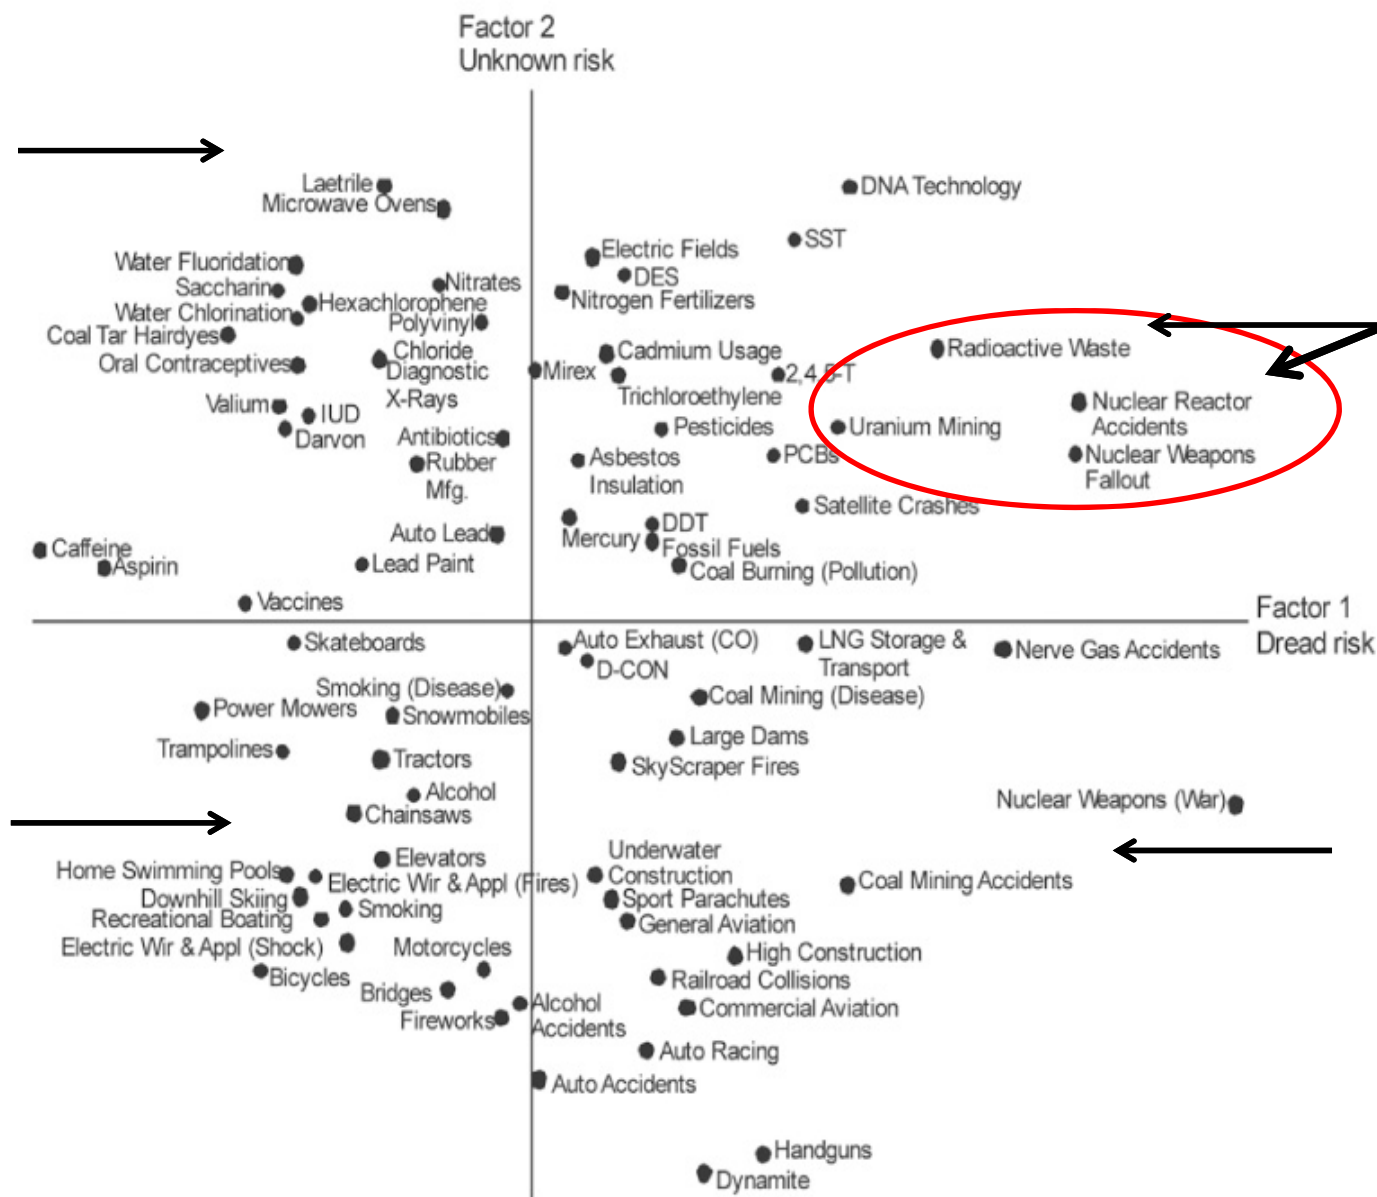 Factor 2
Unknown risk
Laetrile
Microwave Ovens
DNA Technology
SST
Electric Fields
DES
Nitrogen Fertilizers
Water Fluoridation
Saccharin
Nitrates
Hexachlorophene
Water Chlorination
Polyvinyl
Coal Tar Hairdyes
Chloride
Oral Contraceptives
Diagnostic
X-Rays
Mirex
Cadmium Usage
Trichloroethylene
2,4,5-T
Radioactive Waste
Nuclear Reactor
Accidents
Valium
IUD
Darvon
Antibiotics
Rubber
Mfg.
Pesticides
Uranium Mining
Asbestos
Insulation
PCBs
Nuclear Weapons
Fallout
Satellite Crashes
Auto Lead
Mercury
DDT
Fossil Fuels
Caffeine
Aspirin
Lead Paint
Coal Burning (Pollution)
Vaccines
Factor 1
Dread risk
Skateboards
Auto Exhaust (CO)
D-CON
LNG Storage &
Transport
Nerve Gas Accidents
Smoking (Disease)
Coal Mining (Disease)
Power Mowers
Snowmobiles
Trampolines
Tractors
Large Dams
SkyScraper Fires
Alcohol
Chainsaws
Nuclear Weapons (War)
Elevators
Underwater
Construction
Home Swimming Pools
Electric Wir & Appl (Fires)
Coal Mining Accidents
Downhill Skiing
Smoking
Sport Parachutes
Recreational Boating
General Aviation
Electric Wir & Appl (Shock)
Motorcycles
High Construction
Bicycles
Bridges
Railroad Collisions
Fireworks
Alcohol
Accidents
Commercial Aviation
Auto Racing
Auto Accidents
Handguns
Dynamite